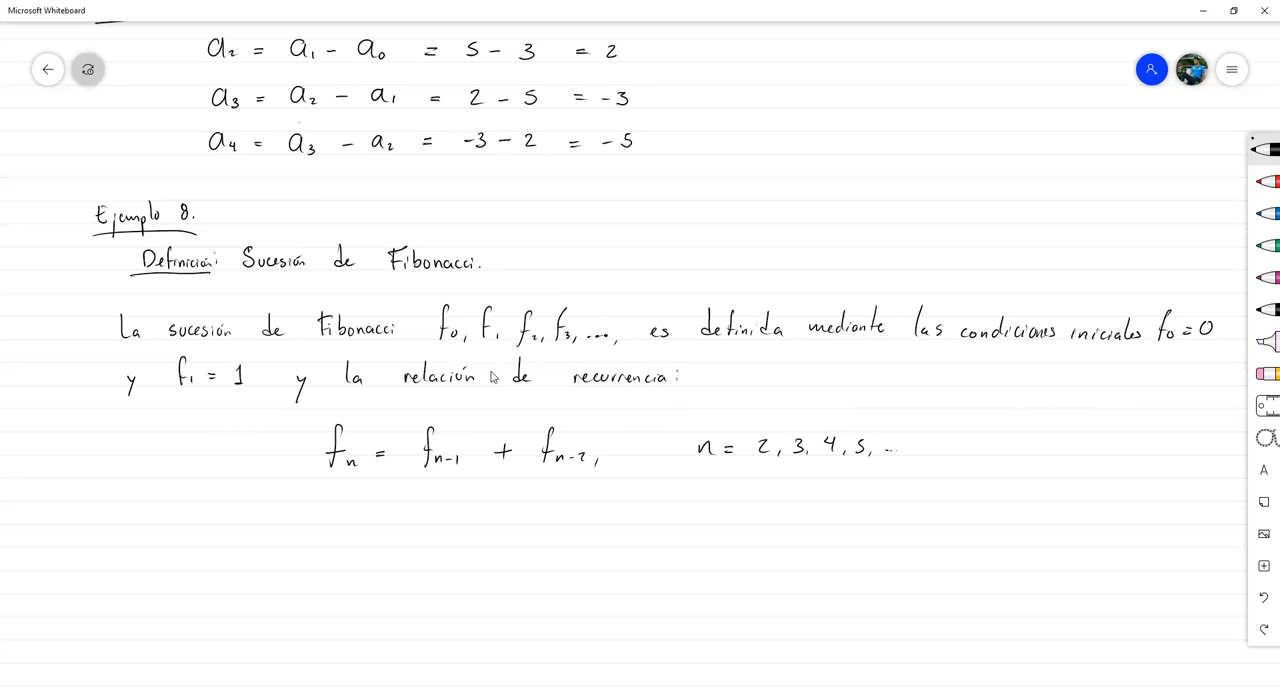 Microsoft Whiteboard
a₂ = a₁ - a₀ = 5 - 3 = 2
a₃ = a₂ - a₁ = 2 - 5 = -3
a₄ = a₃ - a₂ = -3 - 2 = -5
Ejemplo 8.
Definición: Sucesión de Fibonacci.
La sucesión de Fibonacci f₀, f₁, f₂, f₃, ..., es definida mediante las condiciones iniciales f₀ = 0
y f₁ = 1 y la relación de recurrencia:
fₙ = fₙ₋₁ + fₙ₋₂, n = 2, 3, 4, 5, ...
A